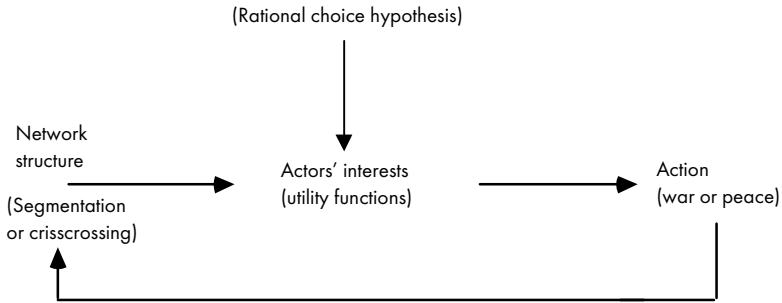 (Rational choice hypothesis)
Network
structure
(Segmentation
or crisscrossing)
Actors' interests
(utility functions)
Action
(war or peace)